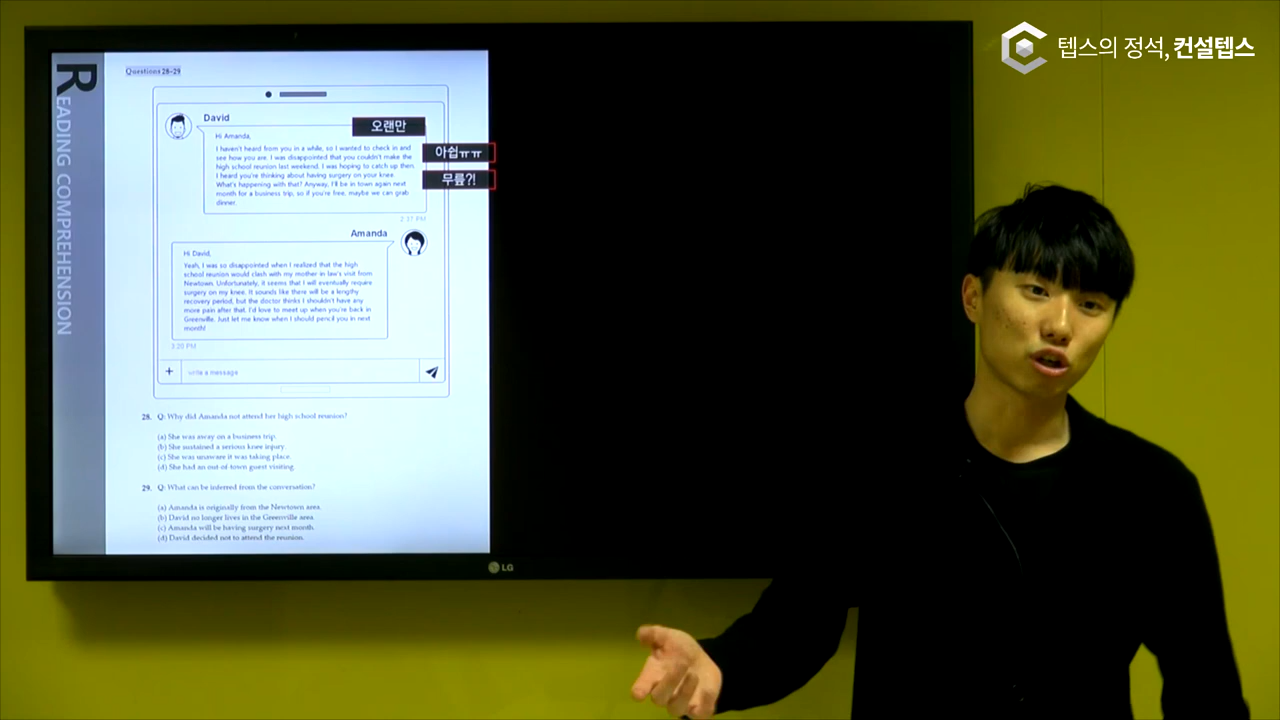 텝스의 정석, 컨설텝스
READING COMPREHENSION
Questions 28-29
David
오랜만
Hi Amanda,
I haven't heard from you in a while, so I wanted to check in and
see how you are. I was disappointed that you couldn't make the
high school reunion last weekend. I was hoping to catch up then.
I heard you're thinking about having surgery on your knee.
What's happening with that? Anyway, I'll be in town again next
month for a business trip, so if you're free, maybe we can grab
dinner.
아쉽ㅠㅠ
무릎?!
2:37 PM
Amanda
Hi David,
Yeah, I was so disappointed when I realized that the high
school reunion would clash with my mother in law's visit from
Newtown. Unfortunately, it seems that I will eventually require
surgery on my knee. It sounds like there will be a lengthy
recovery period, but the doctor thinks I shouldn't have any
more pain after that. I'd love to meet up when you're back in
Greenville. Just let me know when I should pencil you in next
month!
3:20 PM
+ write a message
28. Q: Why did Amanda not attend her high school reunion?
(a) She was away on a business trip.
(b) She sustained a serious knee injury.
(c) She was unaware it was taking place.
(d) She had an out-of-town guest visiting.
29. Q: What can be inferred from the conversation?
(a) Amanda is originally from the Newtown area.
(b) David no longer lives in the Greenville area.
(c) Amanda will be having surgery next month.
(d) David decided not to attend the reunion.
LG